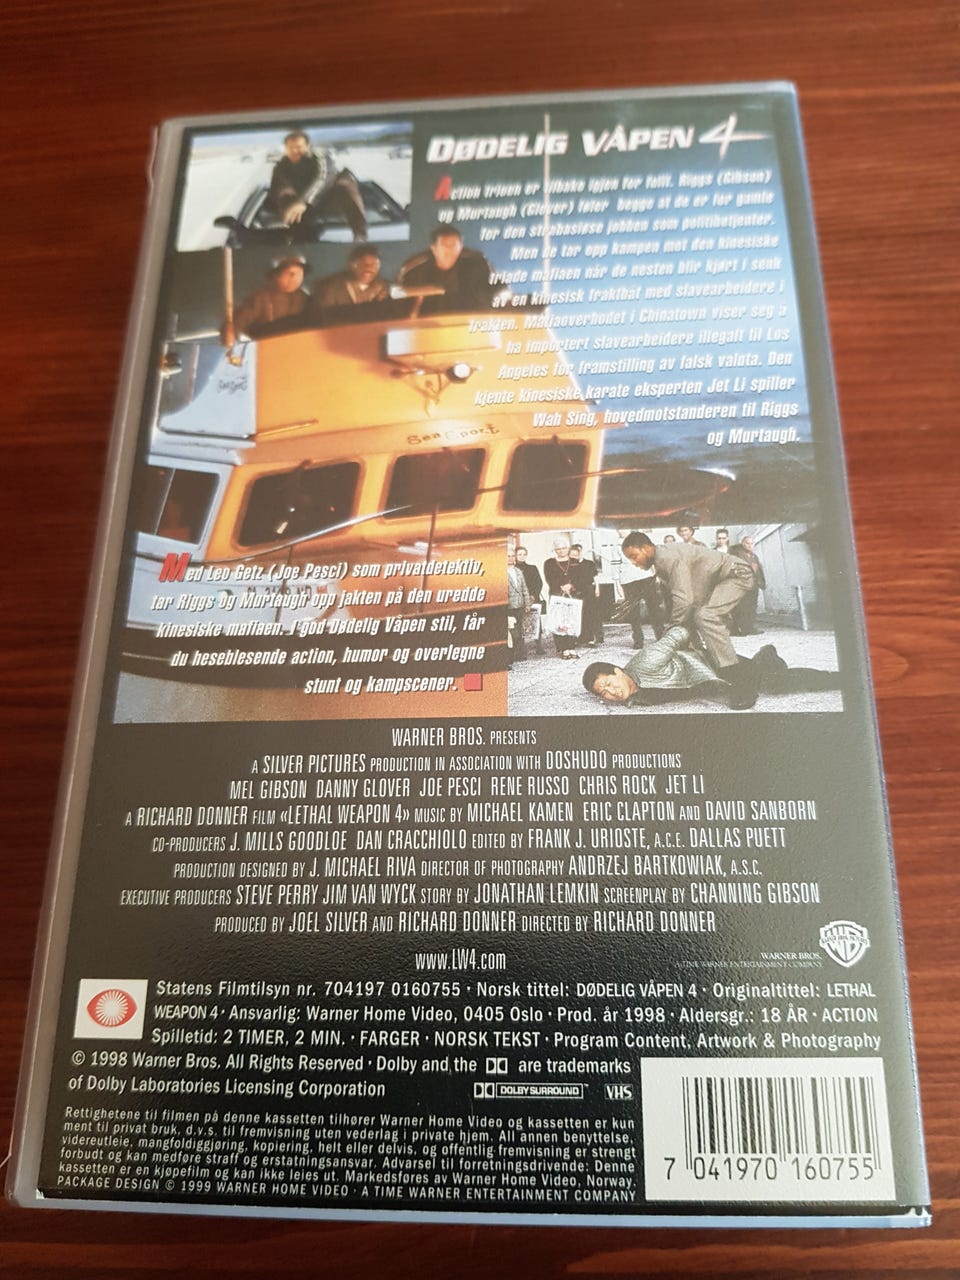 DØDELIG VÅPEN 4
Action trioen er tilbake igjen for fullt. Riggs (Gibson)
og Murtaugh (Glover) føler begge at de er for gamle
for den strabasiøse jobben som polititjenter.
Men de tar opp kampen mot den kinesiske
triade mafiaen når de nesten blir kjørt i senk
av en kinesisk fraktbåt med slavearbeidere i
frakten. Mafiaoverhodet i Chinatown viser seg å
ha importert slavearbeidere illegalt til Los
Angeles for framstilling av falsk valuta. Den
kjente kinesiske karate eksperten Jet Li spiller
Wah Sing, hovedmotstanderen til Riggs
og Murtaugh.
Sea Sport
Med Leo Getz (Joe Pesci) som privatdetektiv,
tar Riggs og Murtaugh opp jakten på den uredde
kinesiske mafiaen. I god Dødelig Våpen stil, får
du heseblesende action, humor og overlegne
stunt og kampscener.
WARNER BROS. PRESENTS
A SILVER PICTURES PRODUCTION IN ASSOCIATION WITH DOSHUDO PRODUCTIONS
MEL GIBSON DANNY GLOVER JOE PESCI RENE RUSSO CHRIS ROCK JET LI
A RICHARD DONNER FILM «LETHAL WEAPON 4» MUSIC BY MICHAEL KAMEN ERIC CLAPTON AND DAVID SANBORN
CO-PRODUCERS J. MILLS GOODLOE DAN CRACCHIOLO EDITED BY FRANK J. URIOSTE, A.C.E. DALLAS PUETT
PRODUCTION DESIGNED BY J. MICHAEL RIVA DIRECTOR OF PHOTOGRAPHY ANDRZEJ BARTKOWIAK, A.S.C.
EXECUTIVE PRODUCERS STEVE PERRY JIM VAN WYCK STORY BY JONATHAN LEMKIN SCREENPLAY BY CHANNING GIBSON
PRODUCED BY JOEL SILVER AND RICHARD DONNER DIRECTED BY RICHARD DONNER
www.LW4.com
WARNER BROS.
A TIME WARNER ENTERTAINMENT COMPANY
Statens Filmtilsyn nr. 704197 0160755 · Norsk tittel: DØDELIG VÅPEN 4 · Originaltittel: LETHAL
WEAPON 4 · Ansvarlig: Warner Home Video, 0405 Oslo · Prod. år 1998 · Aldersgr.: 18 ÅR · ACTION
Spilletid: 2 TIMER, 2 MIN. · FARGER · NORSK TEKST · Program Content, Artwork & Photography
© 1998 Warner Bros. All Rights Reserved · Dolby and the are trademarks
of Dolby Laboratories Licensing Corporation
DOLBY SURROUND VHS
Rettighetene til filmen på denne kassetten tilhører Warner Home Video og kassetten er kun
ment til privat bruk, d.v.s. til fremvisning uten vederlag i private hjem. All annen benyttelse,
videreutleie, mangfoldiggjøring, kopiering, helt eller delvis, og offentlig fremvisning er strengt
forbudt og kan medføre straff og erstatningsansvar. Advarsel til forretningsdrivende: Denne
kassetten er en kjøpefilm og kan ikke leies ut. Markedsføres av Warner Home Video, Norway.
PACKAGE DESIGN © 1999 WARNER HOME VIDEO · A TIME WARNER ENTERTAINMENT COMPANY
7 041970 160755